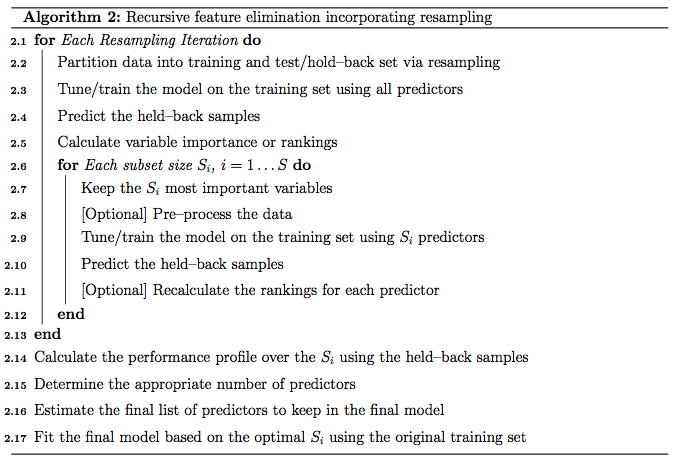 Algorithm 2: Recursive feature elimination incorporating resampling
2.1 for Each Resampling Iteration do
2.2 Partition data into training and test/hold–back set via resampling
2.3 Tune/train the model on the training set using all predictors
2.4 Predict the held–back samples
2.5 Calculate variable importance or rankings
2.6 for Each subset size Sᵢ, i = 1 . . . S do
2.7 Keep the Sᵢ most important variables
2.8 [Optional] Pre–process the data
2.9 Tune/train the model on the training set using Sᵢ predictors
2.10 Predict the held–back samples
2.11 [Optional] Recalculate the rankings for each predictor
2.12 end
2.13 end
2.14 Calculate the performance profile over the Sᵢ using the held–back samples
2.15 Determine the appropriate number of predictors
2.16 Estimate the final list of predictors to keep in the final model
2.17 Fit the final model based on the optimal Sᵢ using the original training set